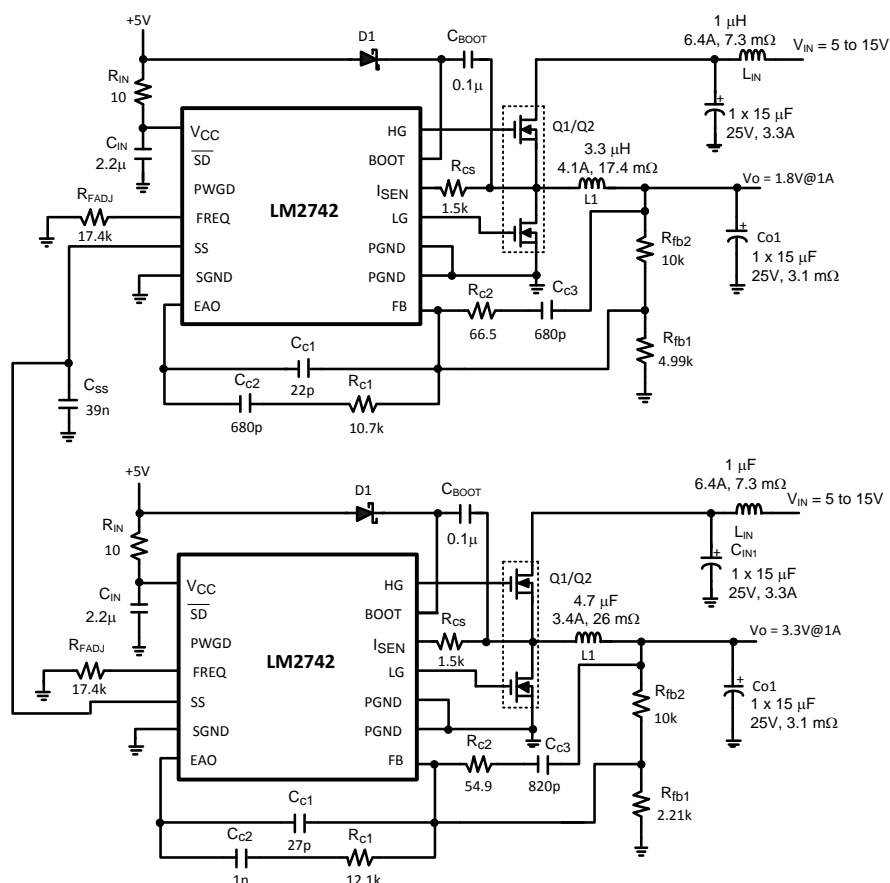 +5V
D1
CBOOT
0.1µ
1 µH
6.4A, 7.3 mΩ
LIN
VIN = 5 to 15V
RIN
10
CIN
2.2µ
1 x 15 µF
25V, 3.3A
VCC
SD
PWGD
FREQ
SS
SGND
EAO
LM2742
HG
BOOT
ISEN
LG
PGND
PGND
FB
Q1/Q2
RCS
1.5k
3.3 µH
4.1A, 17.4 mΩ
L1
Vo = 1.8V@1A
RFADJ
17.4k
Co1
1 x 15 µF
25V, 3.1 mΩ
Rfb2
10k
Rc2
66.5
Cc3
680p
Rfb1
4.99k
Cc1
22p
Cc2
680p
Rc1
10.7k
CSS
39n
+5V
D1
CBOOT
0.1µ
1 µF
6.4A, 7.3 mΩ
LIN
VIN = 5 to 15V
RIN
10
CIN
2.2µ
CIN1
1 x 15 µF
25V, 3.3A
VCC
SD
PWGD
FREQ
SS
SGND
EAO
LM2742
HG
BOOT
ISEN
LG
PGND
PGND
FB
Q1/Q2
RCS
1.5k
4.7 µF
3.4A, 26 mΩ
L1
Vo = 3.3V@1A
RFADJ
17.4k
Co1
1 x 15 µF
25V, 3.1 mΩ
Rfb2
10k
Rc2
54.9
Cc3
820p
Rfb1
2.21k
Cc1
27p
Cc2
1n
Rc1
12.1k